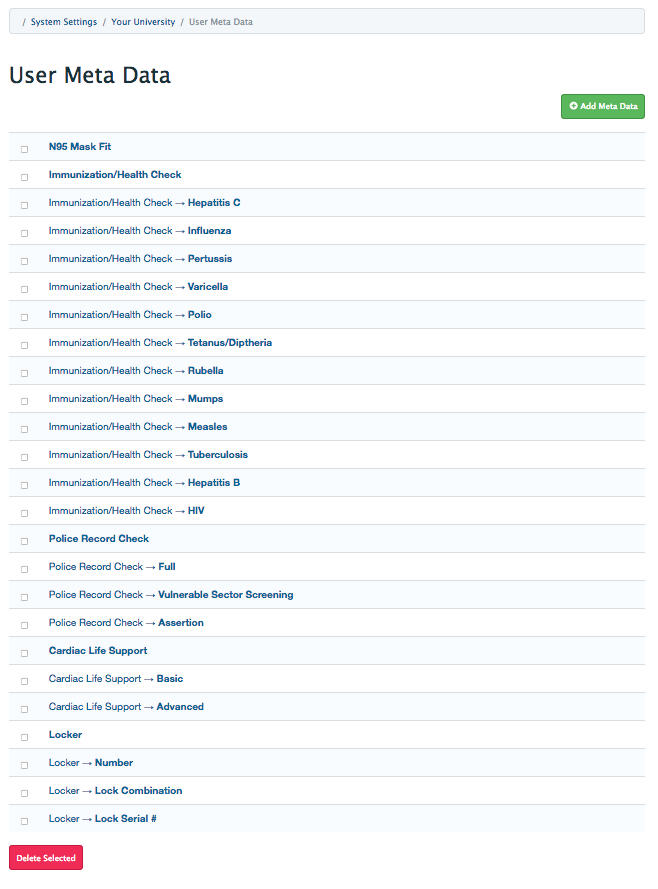 / System Settings / Your University / User Meta Data
User Meta Data
Add Meta Data
N95 Mask Fit
Immunization/Health Check
Immunization/Health Check → Hepatitis C
Immunization/Health Check → Influenza
Immunization/Health Check → Pertussis
Immunization/Health Check → Varicella
Immunization/Health Check → Polio
Immunization/Health Check → Tetanus/Diptheria
Immunization/Health Check → Rubella
Immunization/Health Check → Mumps
Immunization/Health Check → Measles
Immunization/Health Check → Tuberculosis
Immunization/Health Check → Hepatitis B
Immunization/Health Check → HIV
Police Record Check
Police Record Check → Full
Police Record Check → Vulnerable Sector Screening
Police Record Check → Assertion
Cardiac Life Support
Cardiac Life Support → Basic
Cardiac Life Support → Advanced
Locker
Locker → Number
Locker → Lock Combination
Locker → Lock Serial #
Delete Selected